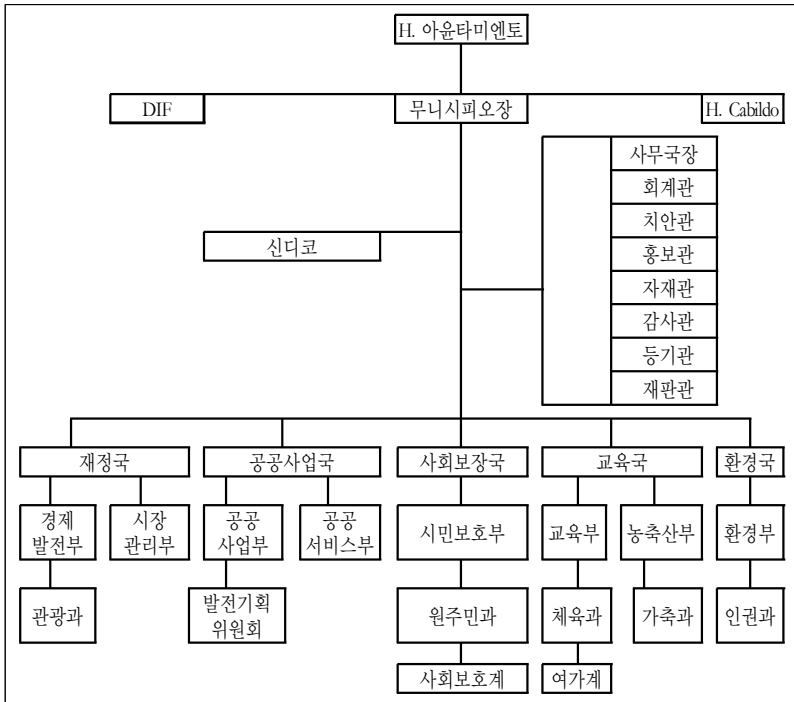 H. 아윤타미엔토
DIF
무니시피오장
H. Cabildo
사무국장
회계관
치안관
홍보관
자재관
감사관
등기관
재판관
신디코
재정국
공공사업국
사회보장국
교육국
환경국
경제
발전부
시장
관리부
공공
사업부
공공
서비스부
시민보호부
교육부
농축산부
환경부
관광과
발전기획
위원회
원주민과
체육과
가축과
인권과
사회보호계
여가계